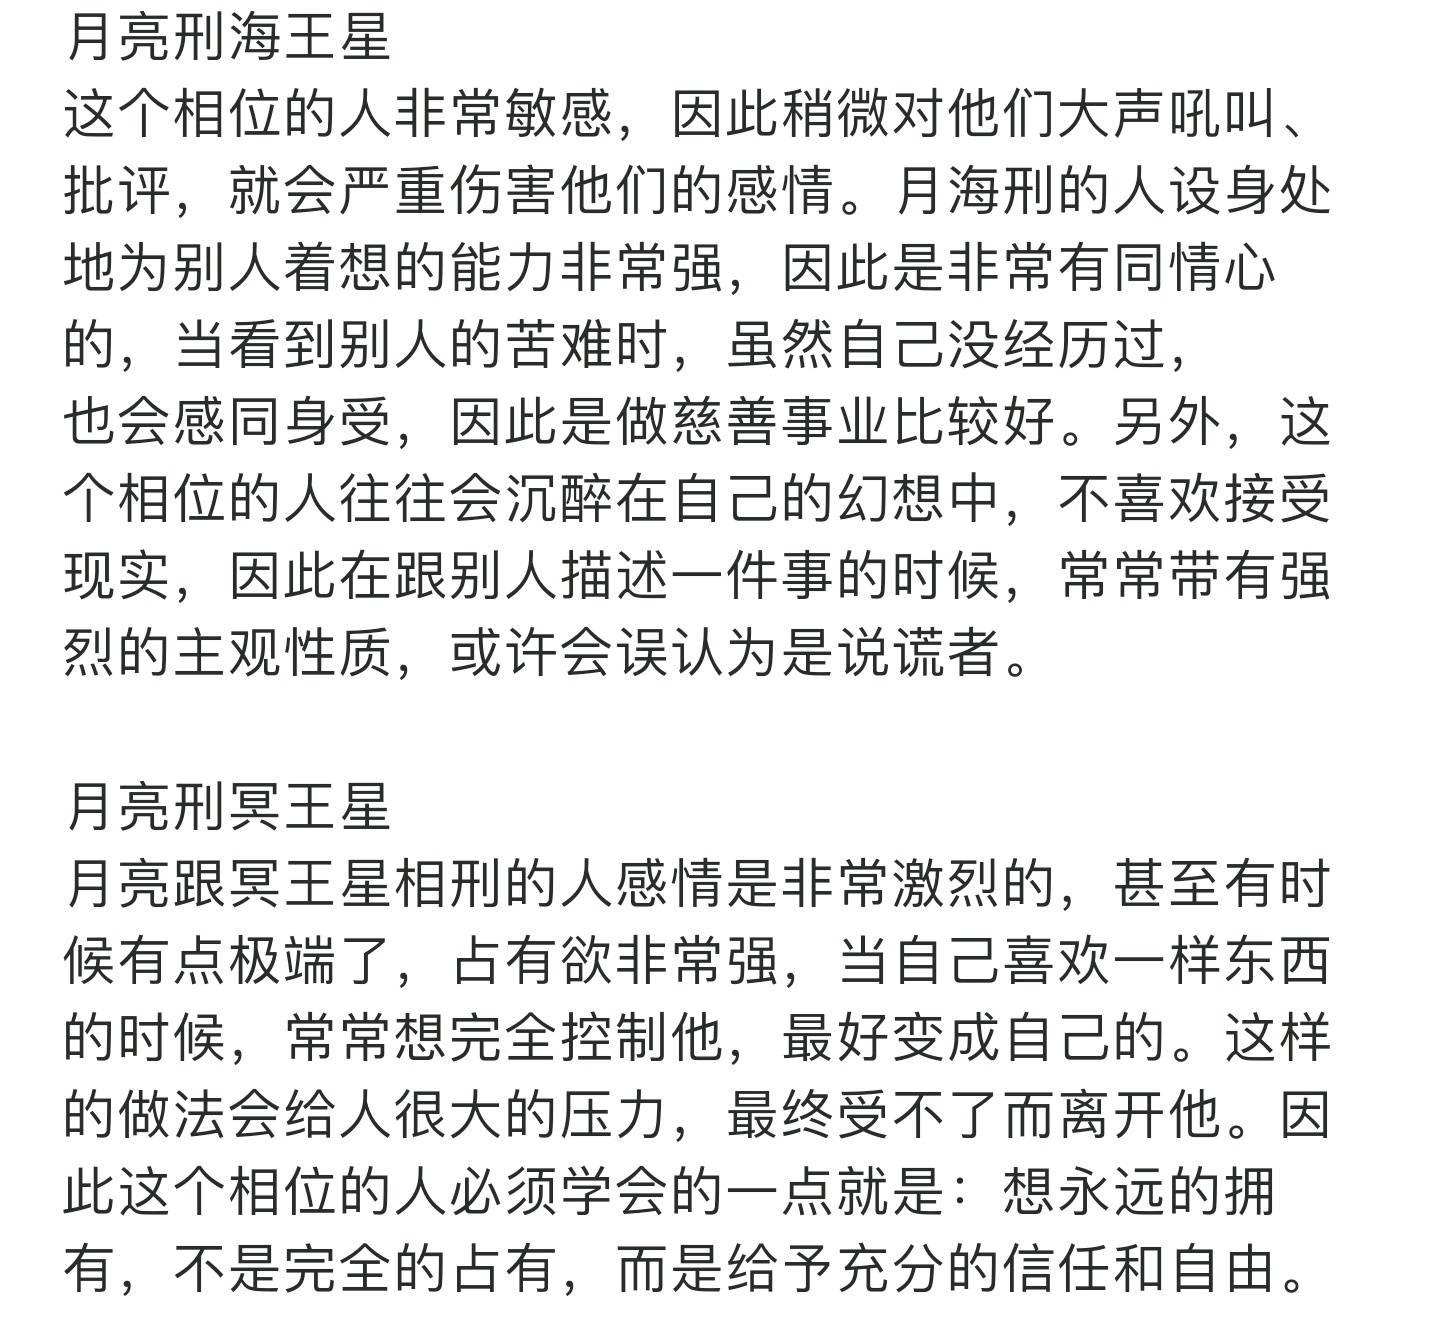 月亮刑海王星
这个相位的人非常敏感，因此稍微对他们大声吼叫、
批评，就会严重伤害他们的感情。月海刑的人设身处
地为别人着想的能力非常强，因此是非常有同情心
的，当看到别人的苦难时，虽然自己没经历过，
也会感同身受，因此是做慈善事业比较好。另外，这
个相位的人往往会沉醉在自己的幻想中，不喜欢接受
现实，因此在跟别人描述一件事的时候，常常带有强
烈的主观性质，或许会误认为是说谎者。
月亮刑冥王星
月亮跟冥王星相刑的人感情是非常激烈的，甚至有时
候有点极端了，占有欲非常强，当自己喜欢一样东西
的时候，常常想完全控制他，最好变成自己的。这样
的做法会给人很大的压力，最终受不了而离开他。因
此这个相位的人必须学会的一点就是：想永远的拥
有，不是完全的占有，而是给予充分的信任和自由。